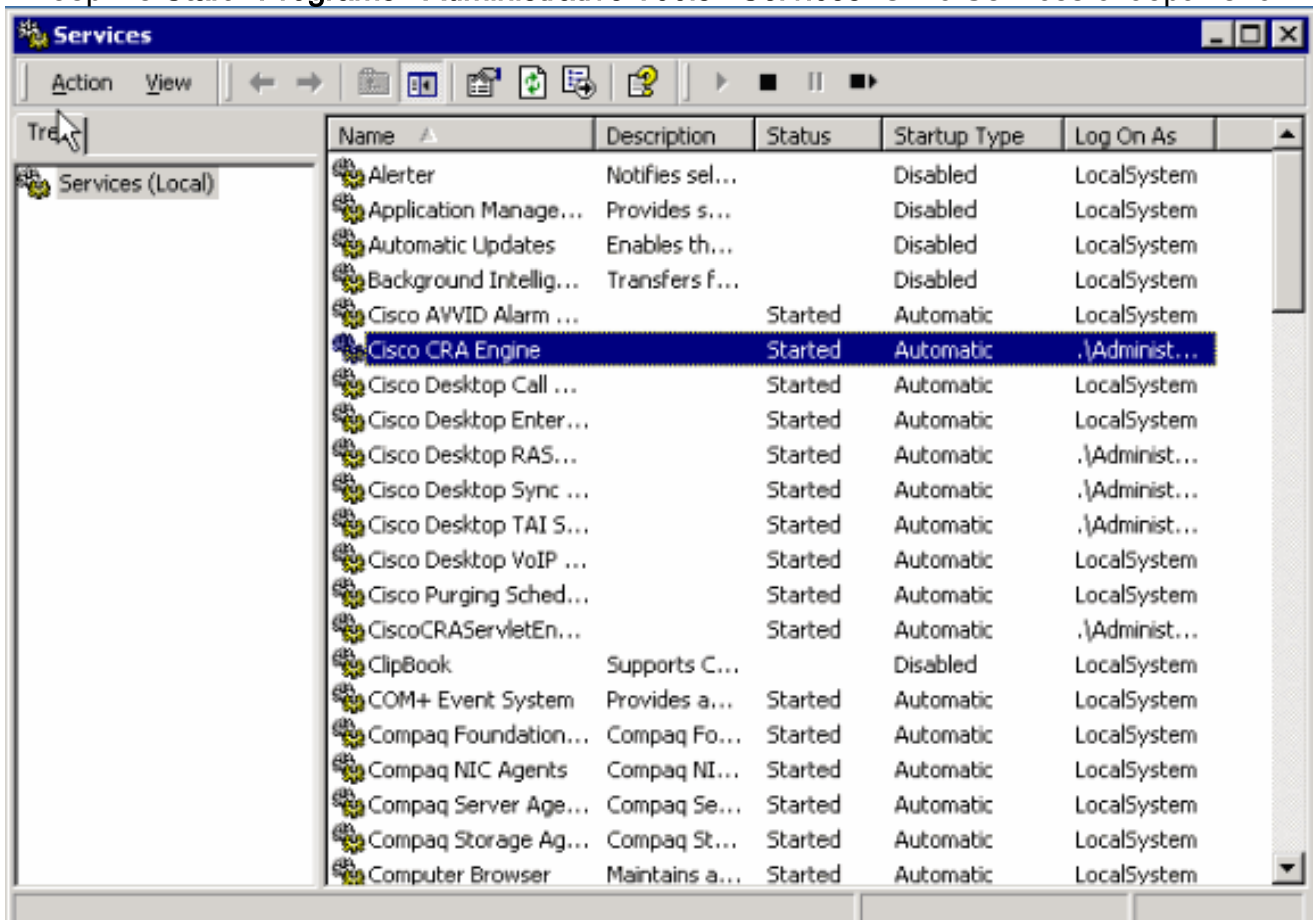 Services
Action View
Tre
Services (Local)
Name Description Status Startup Type Log On As
Alerter Notifies sel... Disabled LocalSystem
Application Manage... Provides s... Disabled LocalSystem
Automatic Updates Enables th... Disabled LocalSystem
Background Intellig... Transfers f... Disabled LocalSystem
Cisco AVVID Alarm ... Started Automatic LocalSystem
Cisco CRA Engine Started Automatic .\Administ...
Cisco Desktop Call ... Started Automatic LocalSystem
Cisco Desktop Enter... Started Automatic LocalSystem
Cisco Desktop RAS... Started Automatic .\Administ...
Cisco Desktop Sync ... Started Automatic .\Administ...
Cisco Desktop TAI S... Started Automatic .\Administ...
Cisco Desktop VoIP ... Started Automatic LocalSystem
Cisco Purging Sched... Started Automatic LocalSystem
CiscoCRAServletEn... Started Automatic .\Administ...
ClipBook Supports C... Disabled LocalSystem
COM+ Event System Provides a... Started Automatic LocalSystem
Compaq Foundation... Compaq Fo... Started Automatic LocalSystem
Compaq NIC Agents Compaq NI... Started Automatic LocalSystem
Compaq Server Age... Compaq Se... Started Automatic LocalSystem
Compaq Storage Ag... Compaq St... Started Automatic LocalSystem
Computer Browser Maintains a... Started Automatic LocalSystem